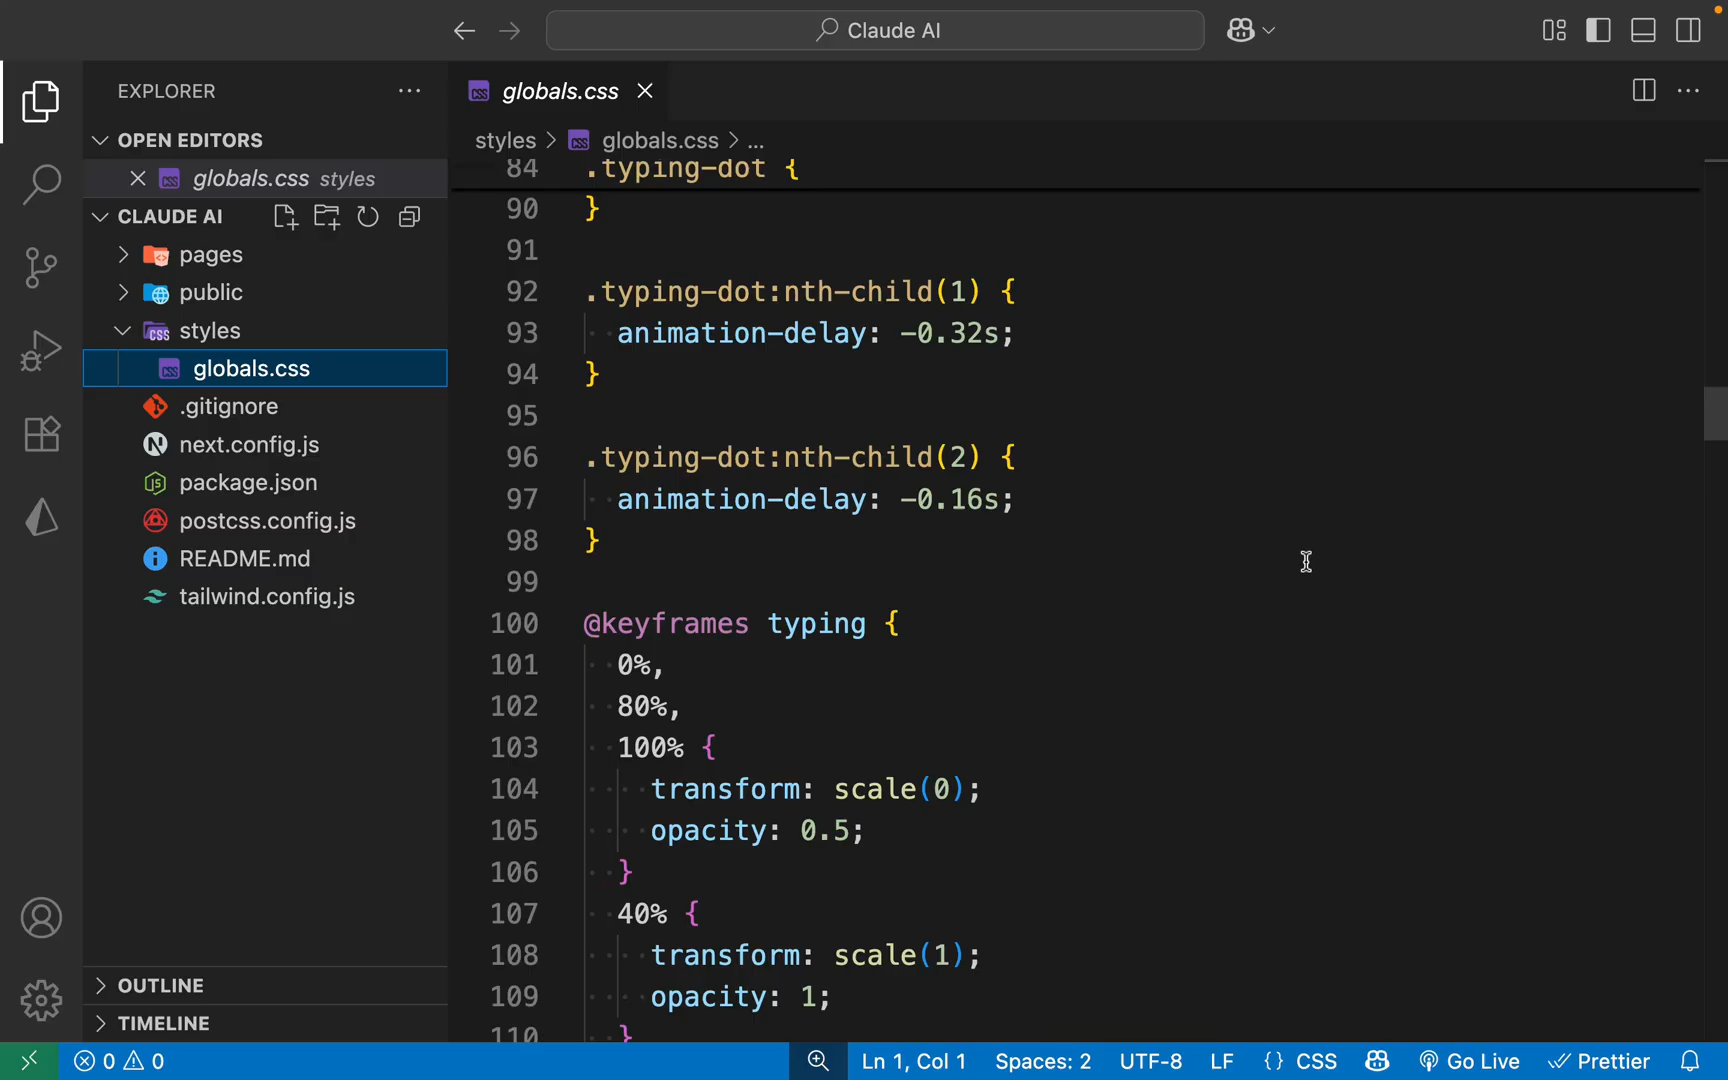 Claude AI
EXPLORER
OPEN EDITORS
globals.css styles
CLAUDE AI
pages
public
styles
globals.css
.gitignore
next.config.js
package.json
postcss.config.js
README.md
tailwind.config.js
OUTLINE
TIMELINE
globals.css
styles > globals.css > ...
84 .typing-dot {
90 }
91
92 .typing-dot:nth-child(1) {
93 animation-delay: -0.32s;
94 }
95
96 .typing-dot:nth-child(2) {
97 animation-delay: -0.16s;
98 }
99
100 @keyframes typing {
101 0%,
102 80%,
103 100% {
104 transform: scale(0);
105 opacity: 0.5;
106 }
107 40% {
108 transform: scale(1);
109 opacity: 1;
110 }
0 0 Ln 1, Col 1 Spaces: 2 UTF-8 LF {} CSS Go Live Prettier